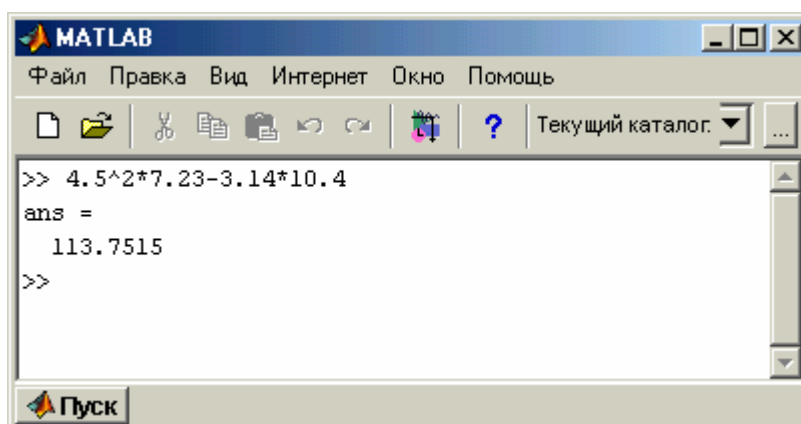 MATLAB
Файл Правка Вид Интернет Окно Помощь
? Текущий каталог: ...
>> 4.5^2*7.23-3.14*10.4
ans =
113.7515
>>
Пуск